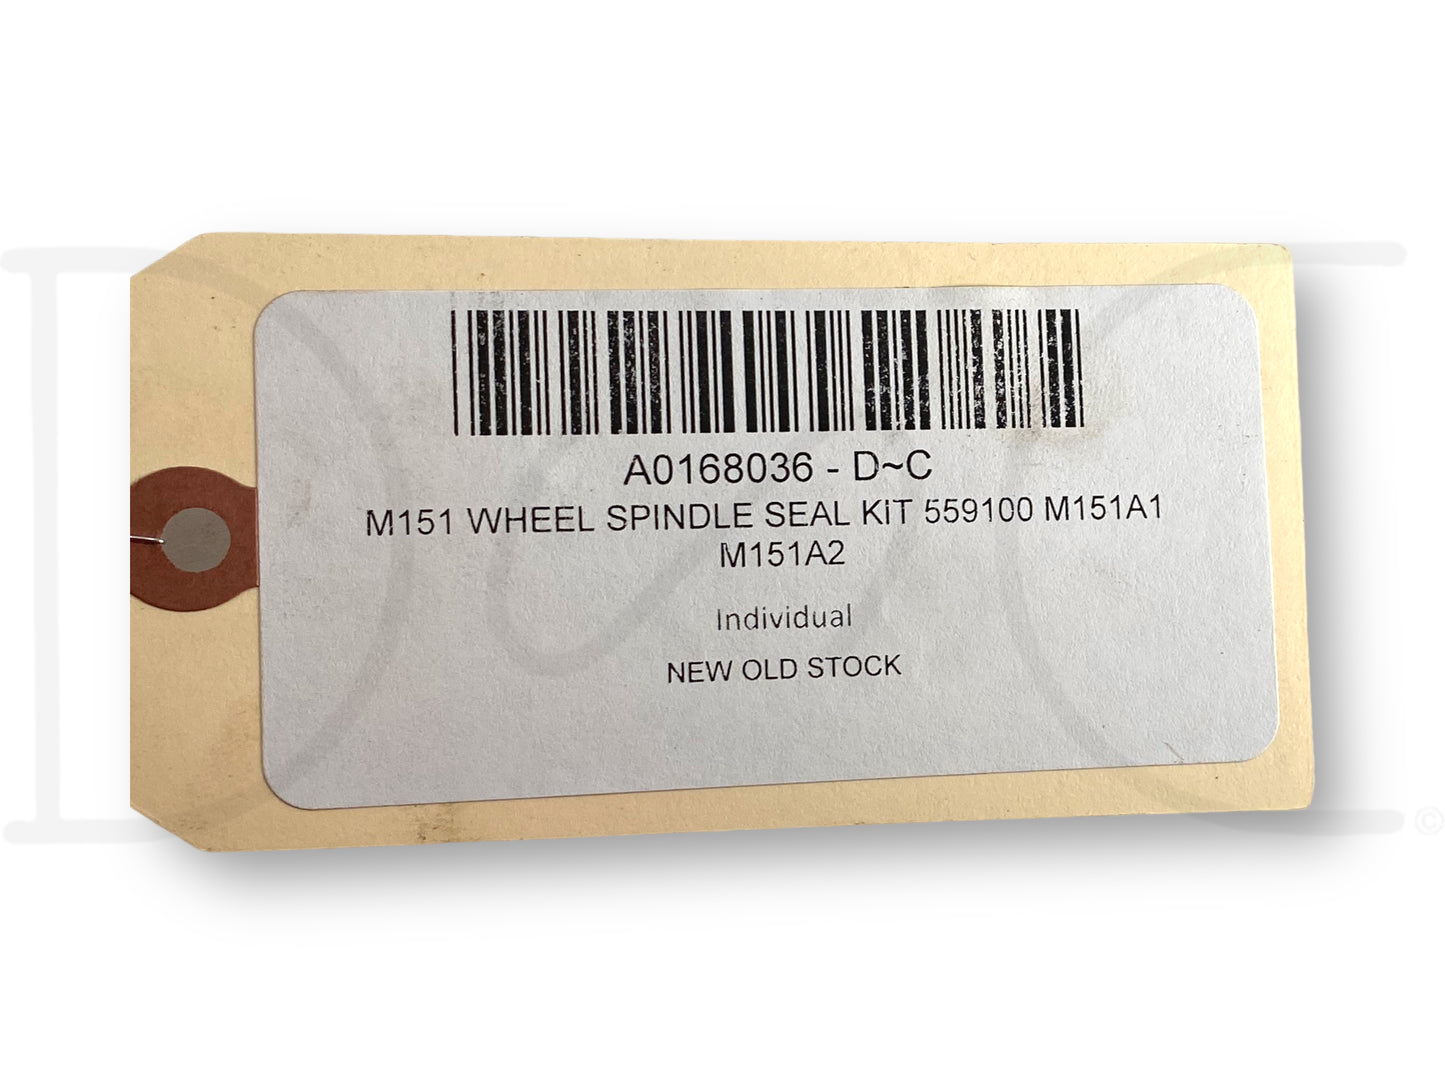 A0168036 - D~C
M151 WHEEL SPINDLE SEAL KIT 559100 M151A1
M151A2
Individual
NEW OLD STOCK
©